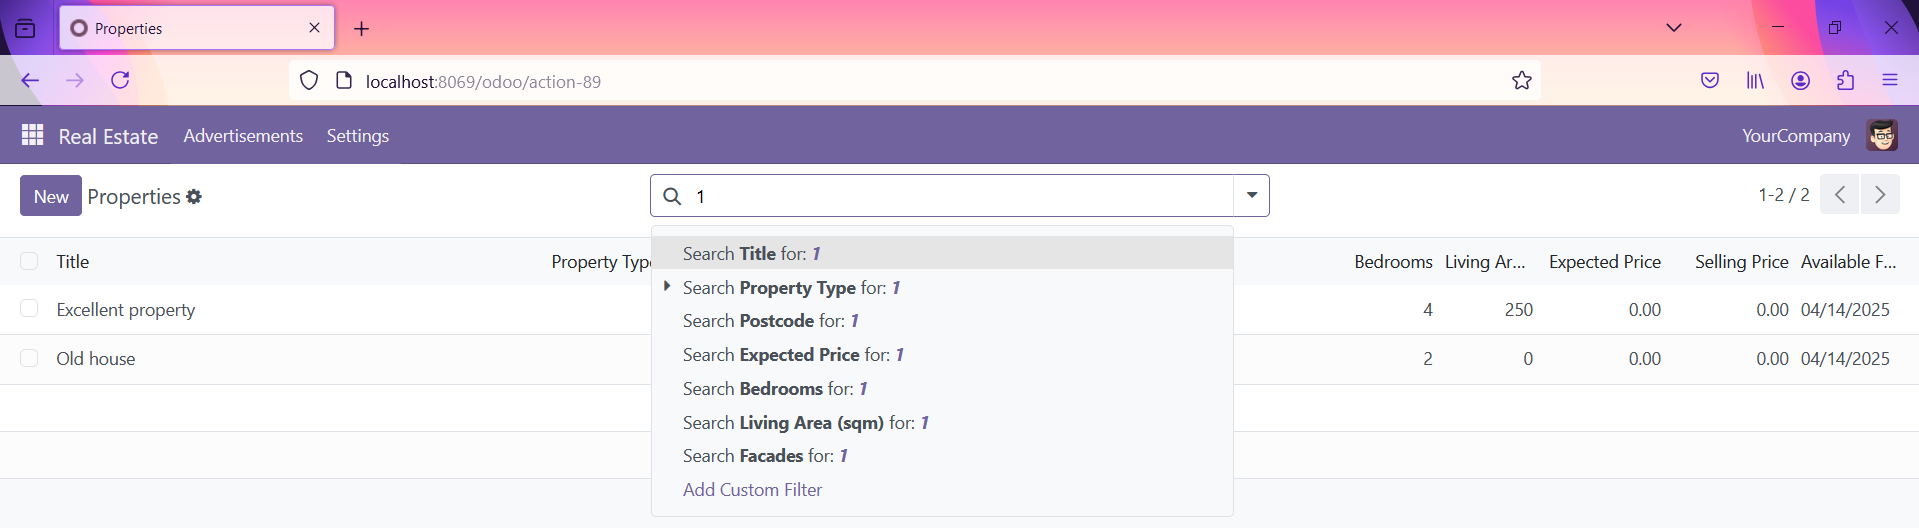 Properties
localhost:8069/odoo/action-89
Real Estate Advertisements Settings YourCompany
New Properties 1 1-2 / 2
Title Property Type Bedrooms Living Ar... Expected Price Selling Price Available F...
Excellent property 4 250 0.00 0.00 04/14/2025
Old house 2 0 0.00 0.00 04/14/2025
Search Title for: 1
Search Property Type for: 1
Search Postcode for: 1
Search Expected Price for: 1
Search Bedrooms for: 1
Search Living Area (sqm) for: 1
Search Facades for: 1
Add Custom Filter